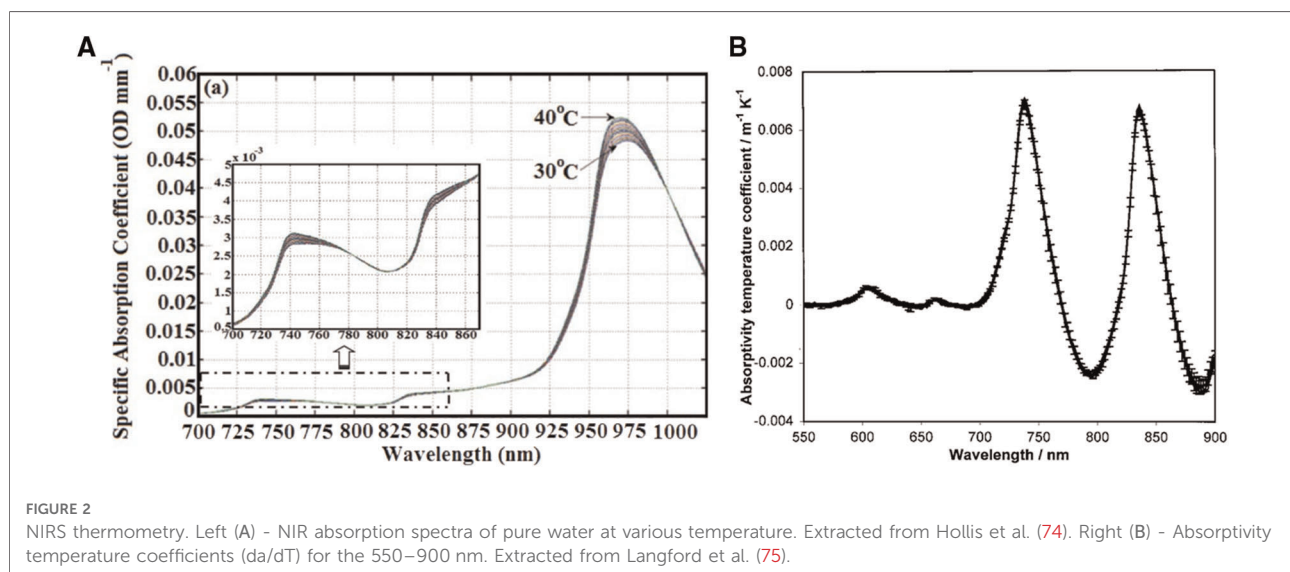 A
Specific Absorption Coefficient (OD mm-1)
0.06
0.055
0.05
0.045
0.04
0.035
0.03
0.025
0.02
0.015
0.01
0.005
0
(a)
40°C
30°C
x 10-3
5
4.5
4
3.5
3
2.5
2
1.5
1
0.5
700 720 740 760 780 800 820 840 860
700 725 750 775 800 825 850 875 900 925 950 975 1000
Wavelength (nm)
B
Absorptivity temperature coefficient / m-1 K-1
0.008
0.006
0.004
0.002
0
-0.002
-0.004
550 600 650 700 750 800 850 900
Wavelength / nm
FIGURE 2
NIRS thermometry. Left (A) - NIR absorption spectra of pure water at various temperature. Extracted from Hollis et al. (74). Right (B) - Absorptivity
temperature coefficients (da/dT) for the 550–900 nm. Extracted from Langford et al. (75).